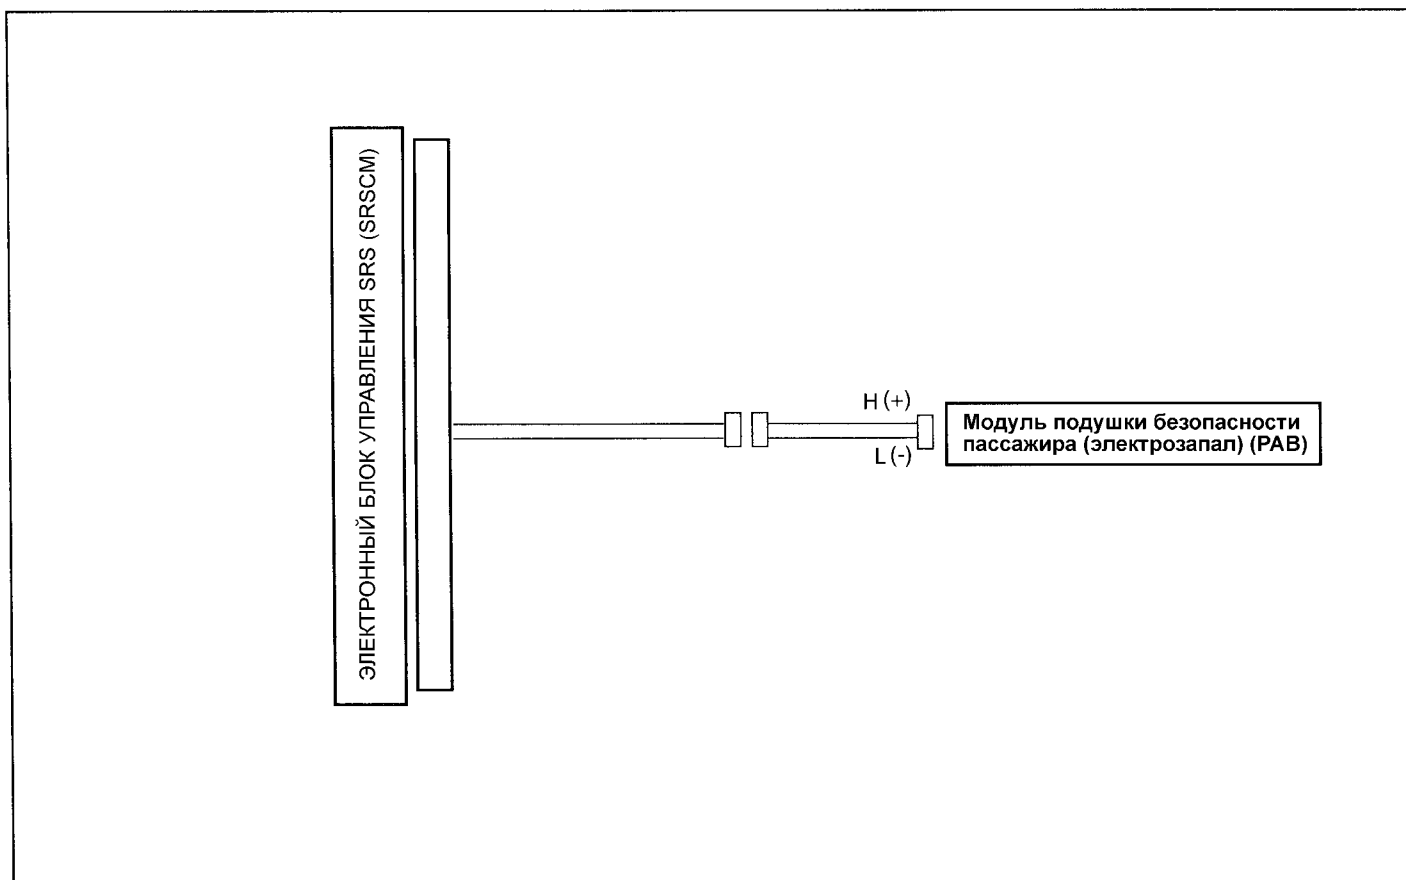 ЭЛЕКТРОННЫЙ БЛОК УПРАВЛЕНИЯ SRS (SRSCM)
H (+)
L (-)
Модуль подушки безопасности
пассажира (электрозапал) (PAB)